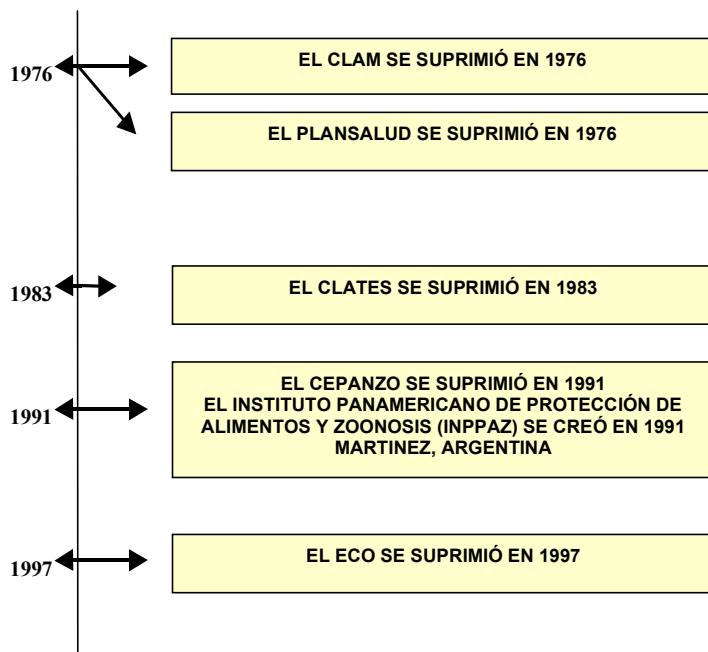 1976
EL CLAM SE SUPRIMIÓ EN 1976
EL PLANSALUD SE SUPRIMIÓ EN 1976
1983
EL CLATES SE SUPRIMIÓ EN 1983
1991
EL CEPANZO SE SUPRIMIÓ EN 1991
EL INSTITUTO PANAMERICANO DE PROTECCIÓN DE
ALIMENTOS Y ZOONOSIS (INPPAZ) SE CREÓ EN 1991
MARTINEZ, ARGENTINA
1997
EL ECO SE SUPRIMIÓ EN 1997